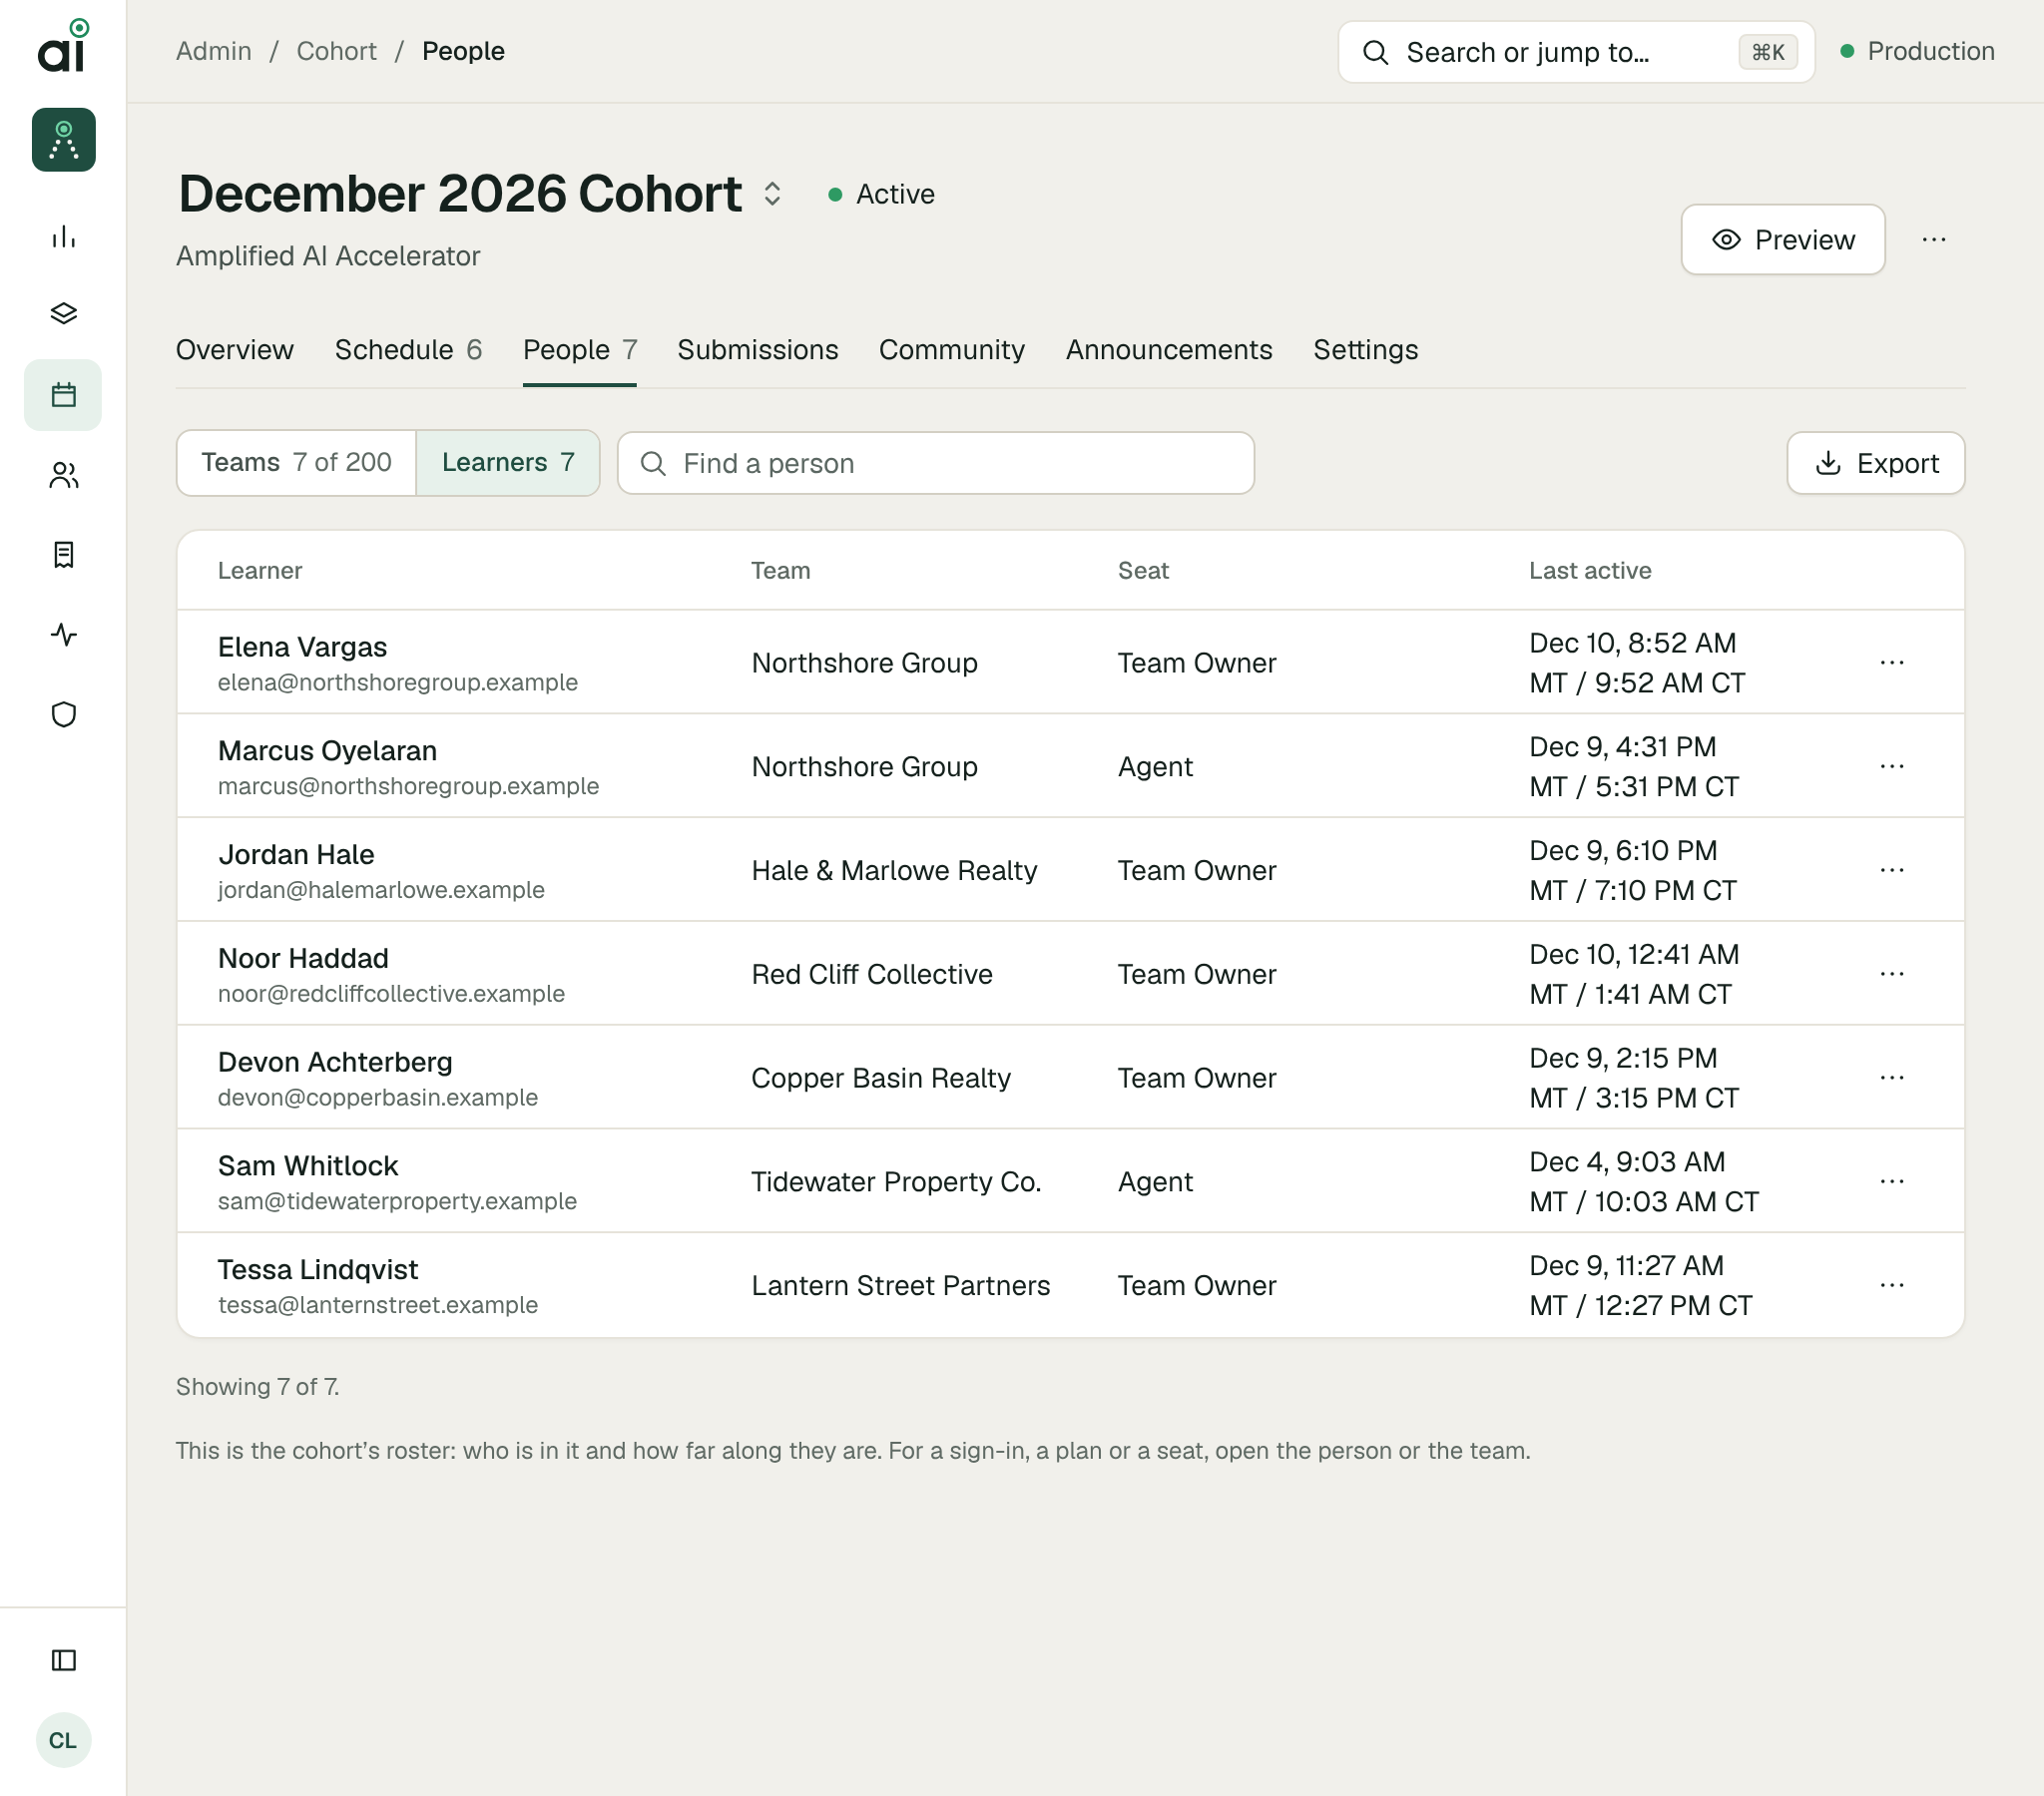 ai
Admin / Cohort / People
Search or jump to... ⌘K
Production
December 2026 Cohort
Active
Amplified AI Accelerator
Preview
Overview
Schedule 6
People 7
Submissions
Community
Announcements
Settings
Teams 7 of 200
Learners 7
Find a person
Export
Learner Team Seat Last active
Elena Vargas
elena@northshoregroup.example
Northshore Group
Team Owner
Dec 10, 8:52 AM
MT / 9:52 AM CT
Marcus Oyelaran
marcus@northshoregroup.example
Northshore Group
Agent
Dec 9, 4:31 PM
MT / 5:31 PM CT
Jordan Hale
jordan@halemarlowe.example
Hale & Marlowe Realty
Team Owner
Dec 9, 6:10 PM
MT / 7:10 PM CT
Noor Haddad
noor@redcliffcollective.example
Red Cliff Collective
Team Owner
Dec 10, 12:41 AM
MT / 1:41 AM CT
Devon Achterberg
devon@copperbasin.example
Copper Basin Realty
Team Owner
Dec 9, 2:15 PM
MT / 3:15 PM CT
Sam Whitlock
sam@tidewaterproperty.example
Tidewater Property Co.
Agent
Dec 4, 9:03 AM
MT / 10:03 AM CT
Tessa Lindqvist
tessa@lanternstreet.example
Lantern Street Partners
Team Owner
Dec 9, 11:27 AM
MT / 12:27 PM CT
Showing 7 of 7.
This is the cohort's roster: who is in it and how far along they are. For a sign-in, a plan or a seat, open the person or the team.
CL